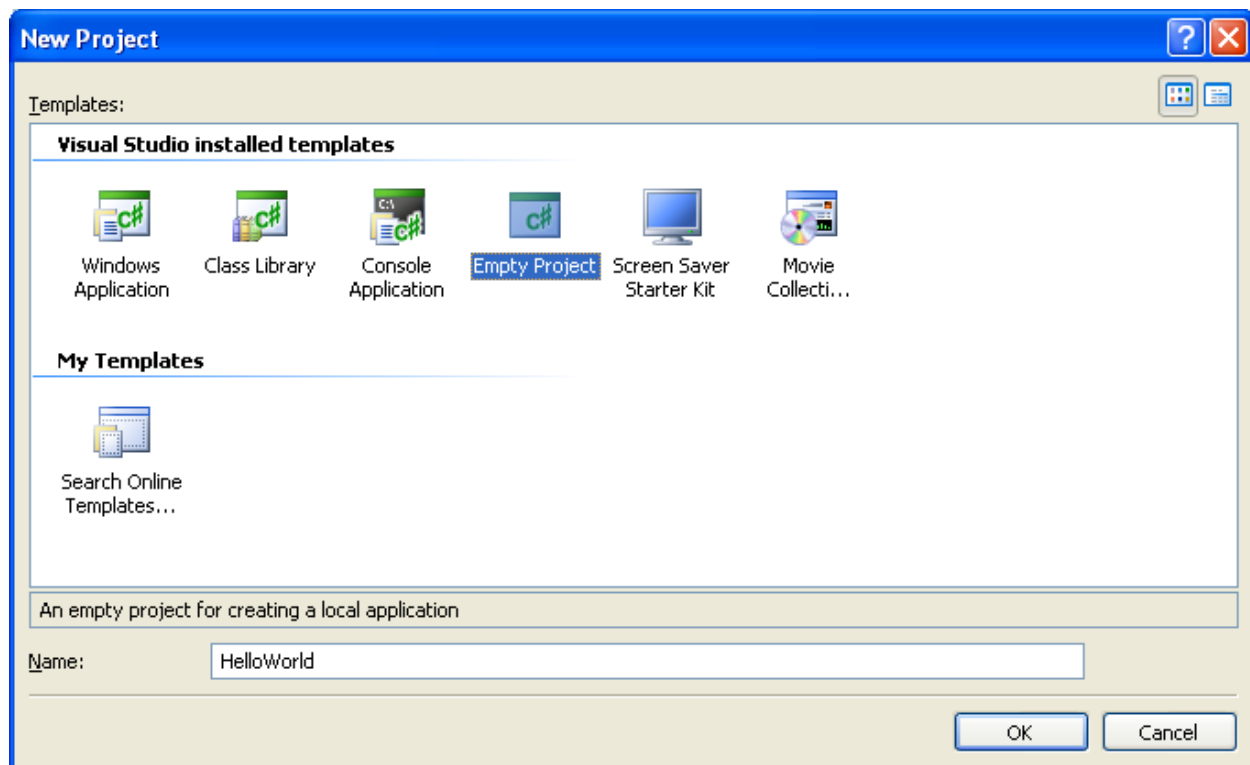 New Project
Templates:
Visual Studio installed templates
Windows Application
Class Library
Console Application
Empty Project
Screen Saver Starter Kit
Movie Collecti...
My Templates
Search Online Templates...
An empty project for creating a local application
Name:
HelloWorld
OK
Cancel